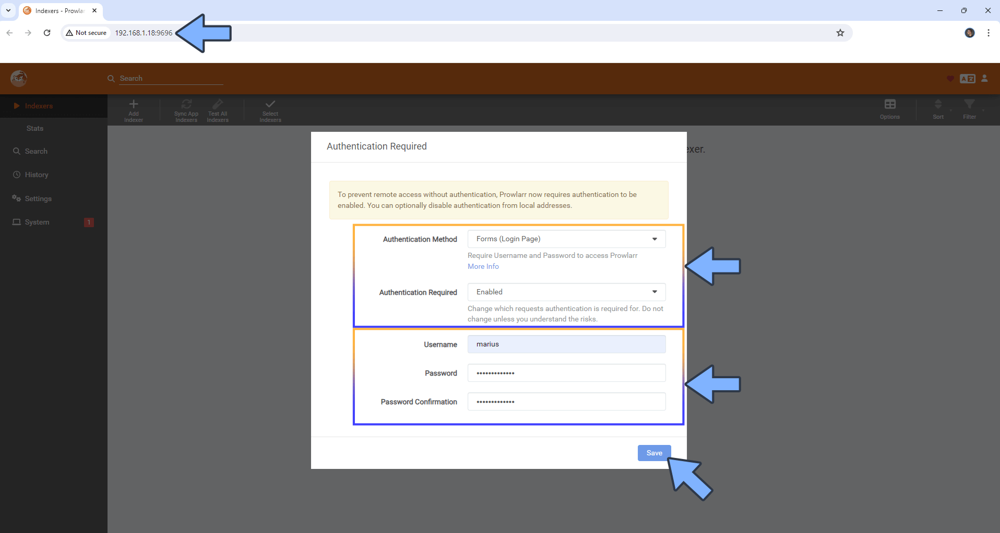 Indexers - Prowlar
Not secure
192.168.1.18:9696
Search
Indexers
Stats
Search
History
Settings
System
1
Add
Indexer
Sync App
Indexers
Test All
Indexers
Select
Indexers
Options
Sort
Filter
exer.
Authentication Required
To prevent remote access without authentication, Prowlarr now requires authentication to be
enabled. You can optionally disable authentication from local addresses.
Authentication Method
Forms (Login Page)
Require Username and Password to access Prowlarr
More Info
Authentication Required
Enabled
Change which requests authentication is required for. Do not
change unless you understand the risks.
Username
marius
Password
•••••••••••••
Password Confirmation
•••••••••••••
Save